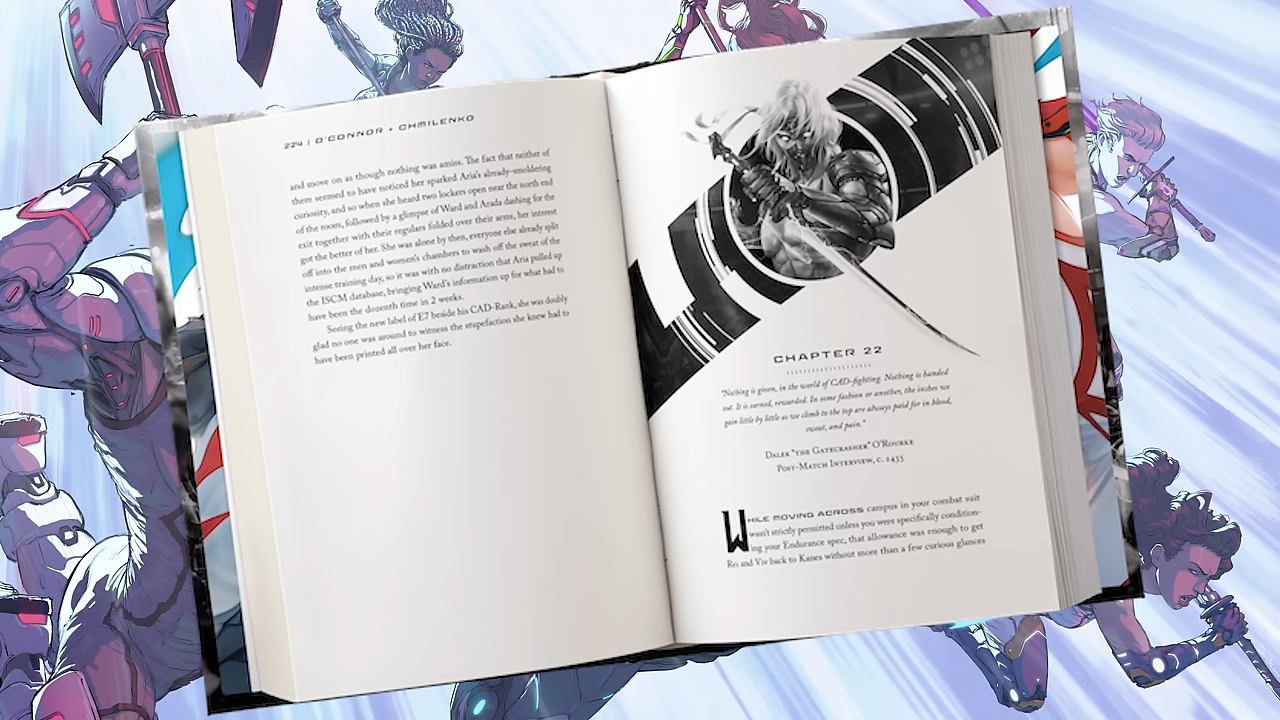 224 | O'CONNOR + CHMILENKO
and move on as though nothing was amiss. The fact that neither of
them seemed to have noticed her sparked Aria's already-smoldering
curiosity, and so when she heard two lockers open near the north end
of the room, followed by a glimpse of Ward and Arada dashing for the
exit together with their regulars folded over their arms, her interest
got the better of her. She was alone by then, everyone else already split
off into the men and women's chambers to wash off the sweat of the
intense training day, so it was with no distraction that Aria pulled up
the ISCM database, bringing Ward's information up for what had to
have been the dozenth time in 2 weeks.
Seeing the new label of E7 beside his CAD-Rank, she was doubly
glad no one was around to witness the stupefaction she knew had to
have been printed all over her face.
CHAPTER 22
"Nothing is given, in the world of CAD-fighting. Nothing is handed
out. It is earned, rewarded. In some fashion or another, the inches we
gain little by little as we climb to the top are always paid for in blood,
sweat, and pain."
DALEK "THE GATECRASHER" O'ROURKE
POST-MATCH INTERVIEW, C. 2435
WHILE MOVING ACROSS campus in your combat suit
wasn't strictly permitted unless you were specifically condition-
ing your Endurance spec, that allowance was enough to get
Rei and Viv back to Kanes without more than a few curious glances